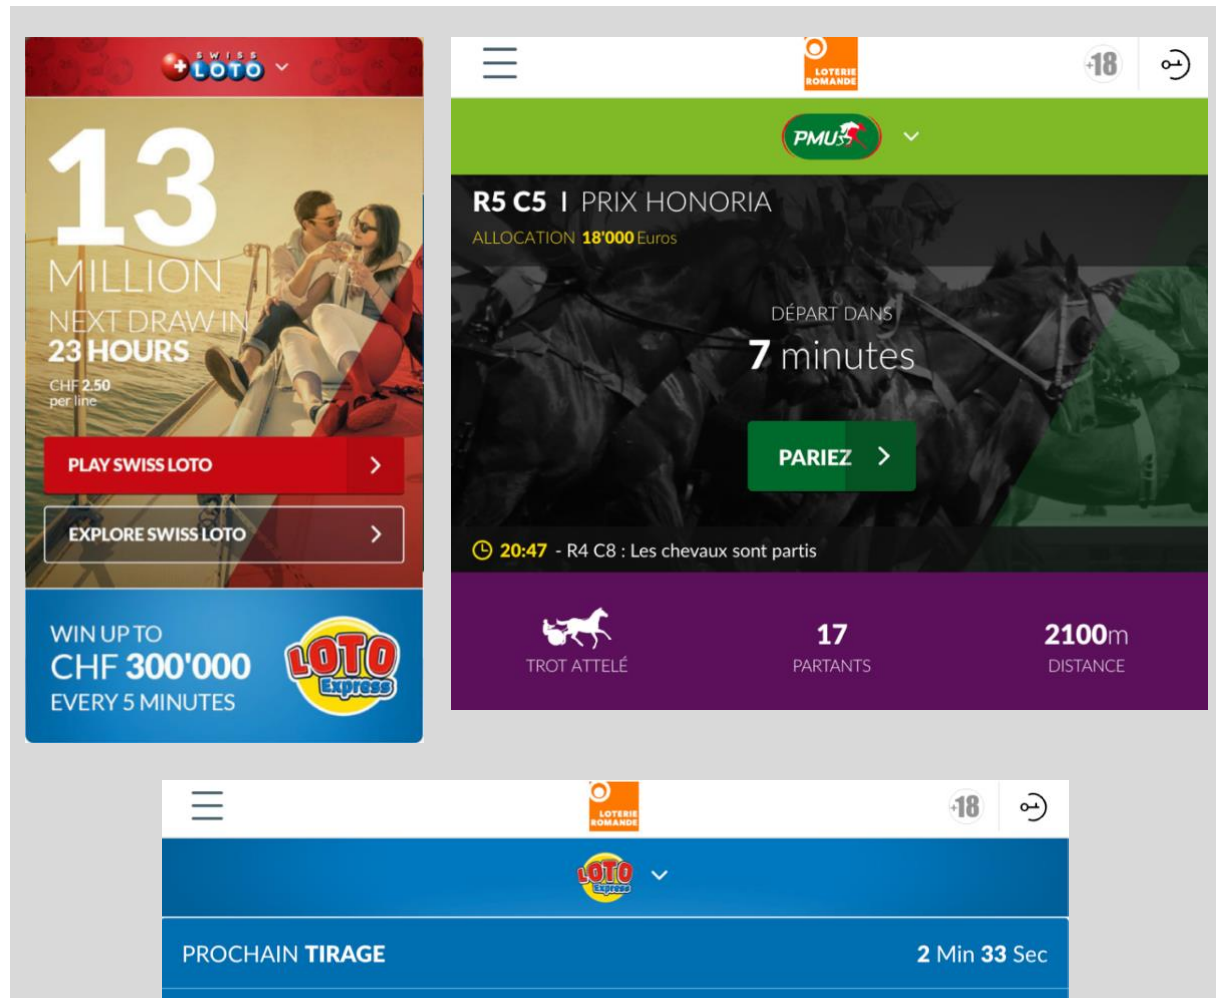 SWISS
LOTO
13
MILLION
NEXT DRAW IN
23 HOURS
CHF 2.50
per line
PLAY SWISS LOTO
EXPLORE SWISS LOTO
WIN UP TO
CHF 300'000
EVERY 5 MINUTES
LOTO
Express
LOTERIE
ROMANDE
+18
PMU
R5 C5 | PRIX HONORIA
ALLOCATION 18'000 Euros
DÉPART DANS
7 minutes
PARIEZ
20:47 - R4 C8 : Les chevaux sont partis
TROT ATTELÉ
17
PARTANTS
2100m
DISTANCE
LOTERIE
ROMANDE
+18
LOTO
Express
PROCHAIN TIRAGE
2 Min 33 Sec